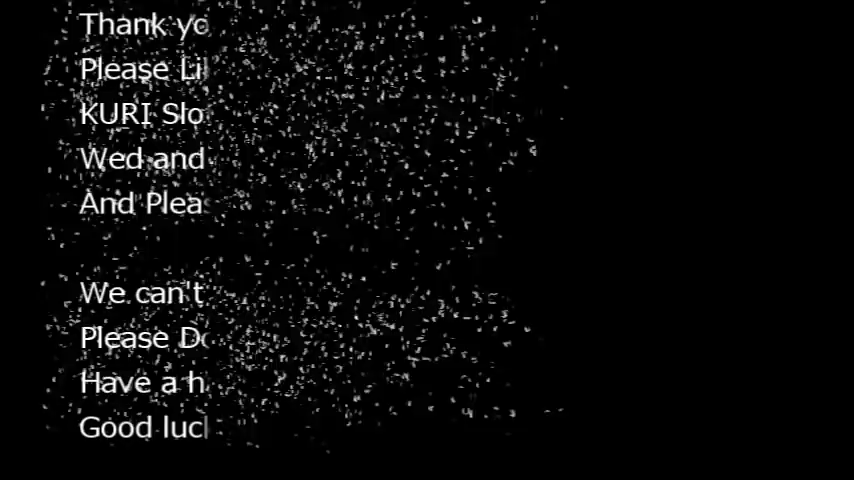 Thank yo
Please Li
KURI Slo
Wed and
And Plea
We can't
Please Do
Have a h
Good luc